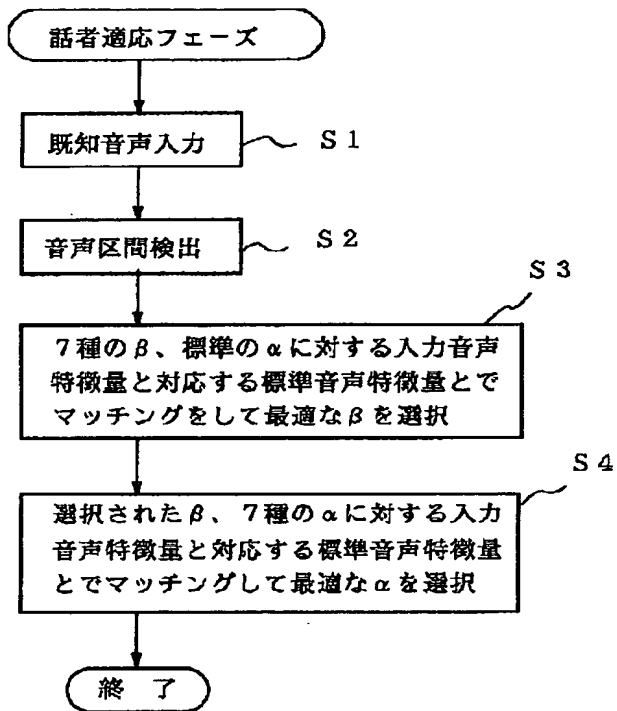 話者適応フェーズ
既知音声入力
S1
音声区間検出
S2
S3
7種のβ、標準のαに対する入力音声
特徴量と対応する標準音声特徴量とで
マッチングをして最適なβを選択
S4
選択されたβ、7種のαに対する入力
音声特徴量と対応する標準音声特徴量
とでマッチングして最適なαを選択
終了